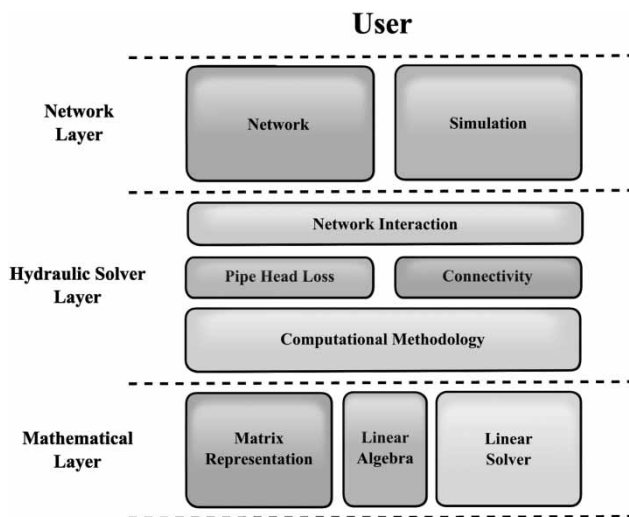 User
Network
Layer
Network
Simulation
Network Interaction
Hydraulic Solver
Layer
Pipe Head Loss
Connectivity
Computational Methodology
Mathematical
Layer
Matrix
Representation
Linear
Algebra
Linear
Solver